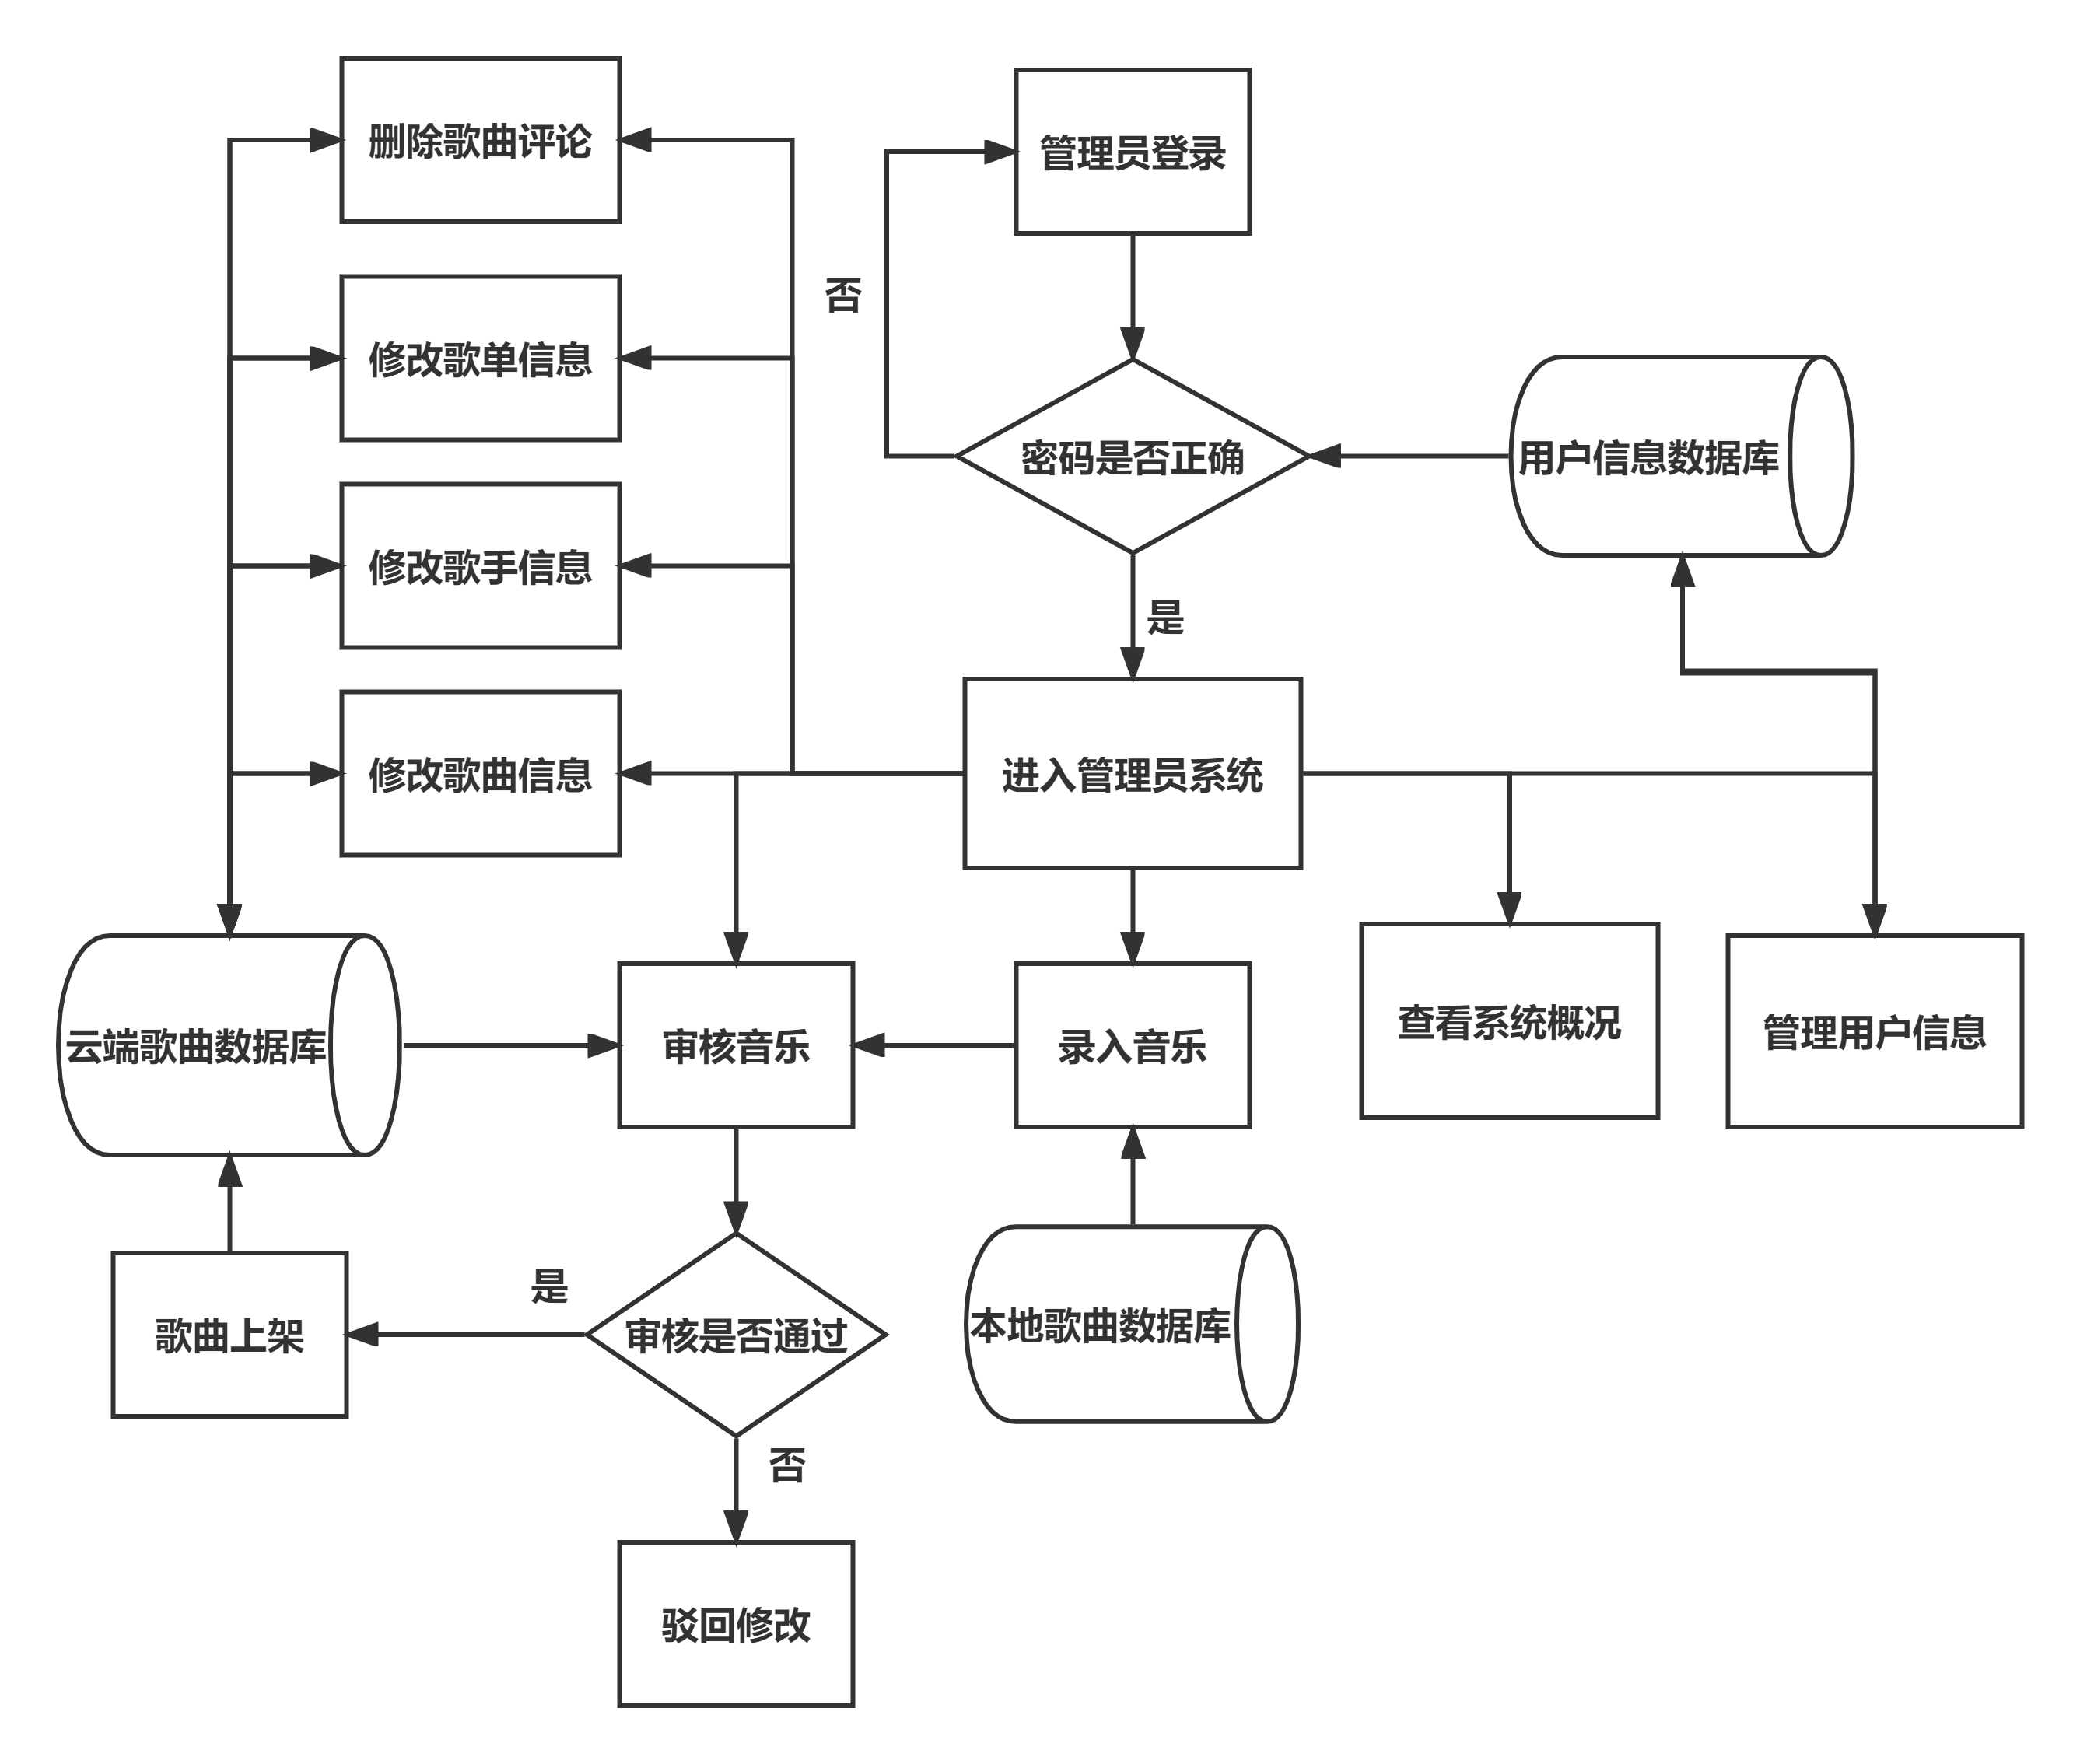 删除歌曲评论
管理员登录
否
修改歌单信息
密码是否正确
用户信息数据库
修改歌手信息
是
修改歌曲信息
进入管理员系统
云端歌曲数据库
审核音乐
录入音乐
查看系统概况
管理用户信息
是
歌曲上架
审核是否通过
本地歌曲数据库
否
驳回修改